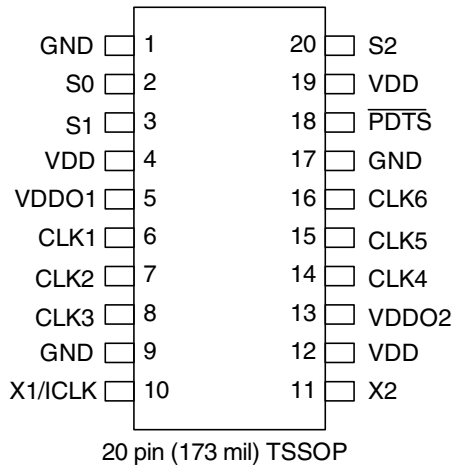 GND 1 20 S2
S0 2 19 VDD
S1 3 18 PDTS
VDD 4 17 GND
VDDO1 5 16 CLK6
CLK1 6 15 CLK5
CLK2 7 14 CLK4
CLK3 8 13 VDDO2
GND 9 12 VDD
X1/ICLK 10 11 X2
20 pin (173 mil) TSSOP